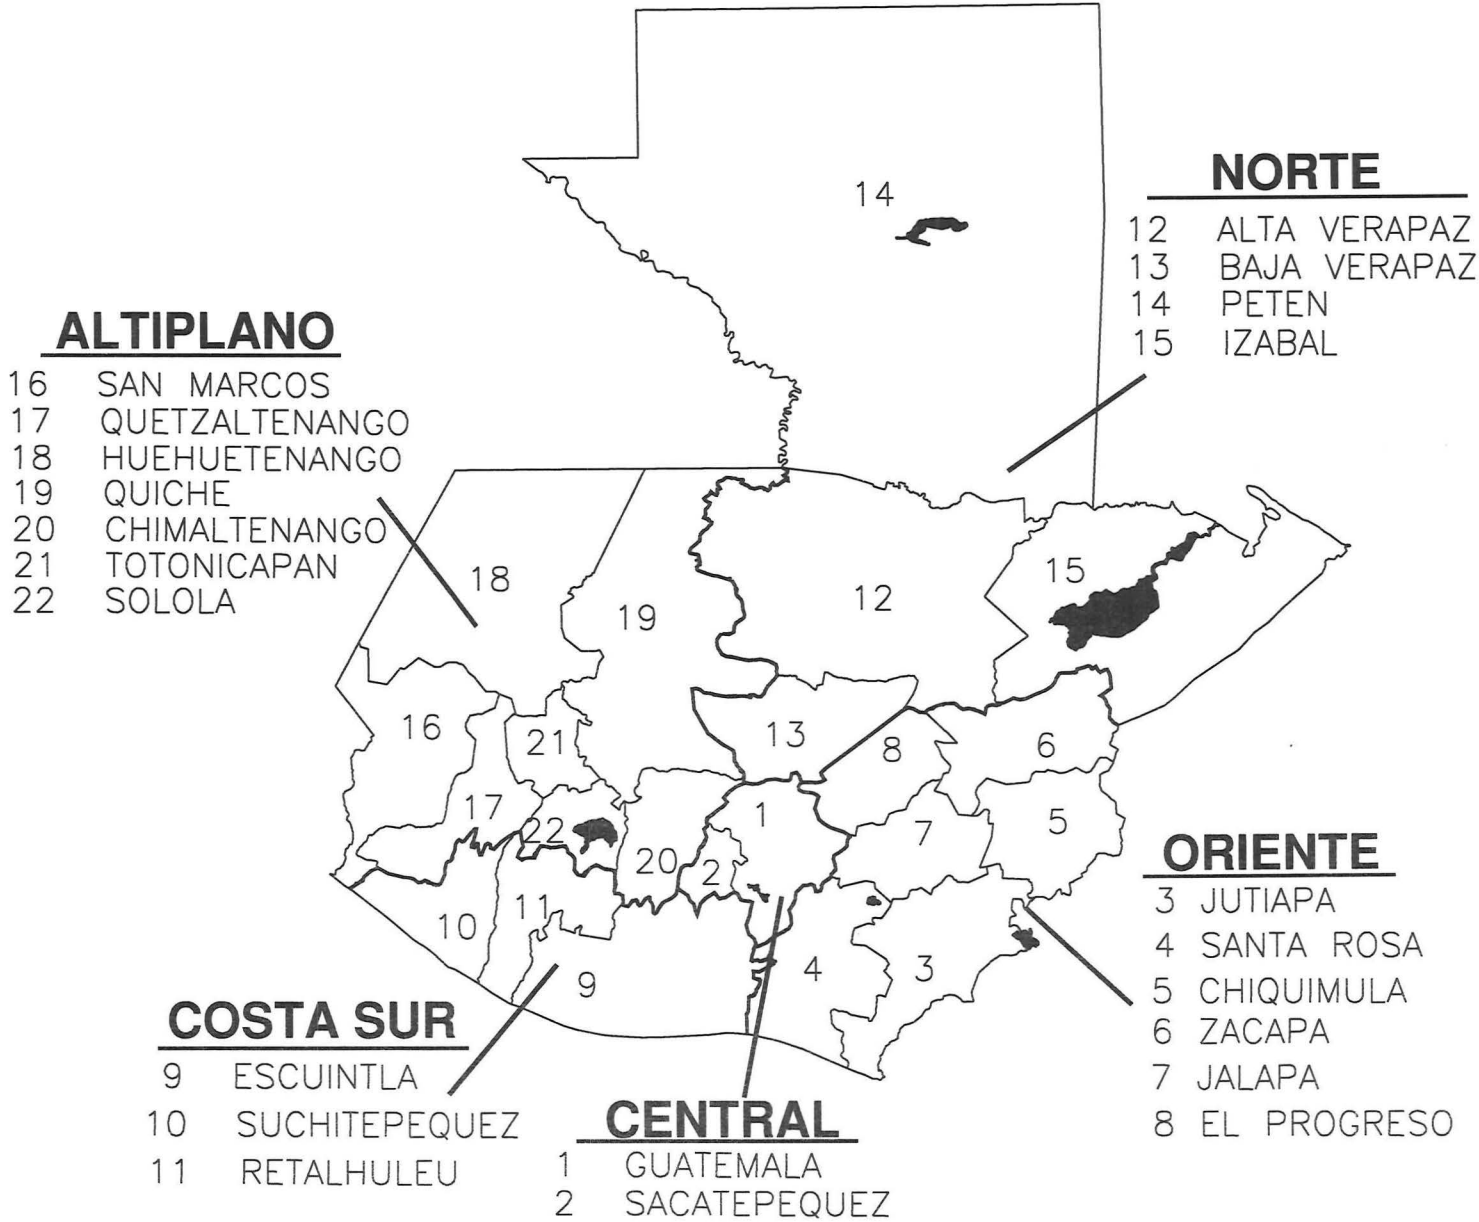 NORTE
12 ALTA VERAPAZ
13 BAJA VERAPAZ
14 PETEN
15 IZABAL
ALTIPLANO
16 SAN MARCOS
17 QUETZALTENANGO
18 HUEHUETENANGO
19 QUICHE
20 CHIMALTENANGO
21 TOTONICAPAN
22 SOLOLA
14
18
19
12
15
16
21
13
8
6
17
22
20
2
1
7
5
10
11
9
4
3
ORIENTE
3 JUTIAPA
4 SANTA ROSA
5 CHIQUIMULA
6 ZACAPA
7 JALAPA
8 EL PROGRESO
COSTA SUR
9 ESCUINTLA
10 SUCHITEPEQUEZ
11 RETALHULEU
CENTRAL
1 GUATEMALA
2 SACATEPEQUEZ